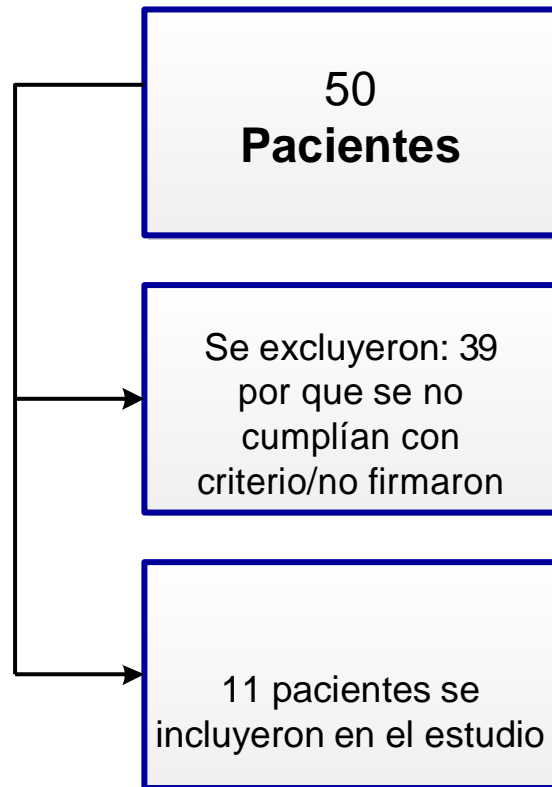 50
Pacientes
Se excluyeron: 39
por que se no
cumplían con
criterio/no firmaron
11 pacientes se
incluyeron en el estudio